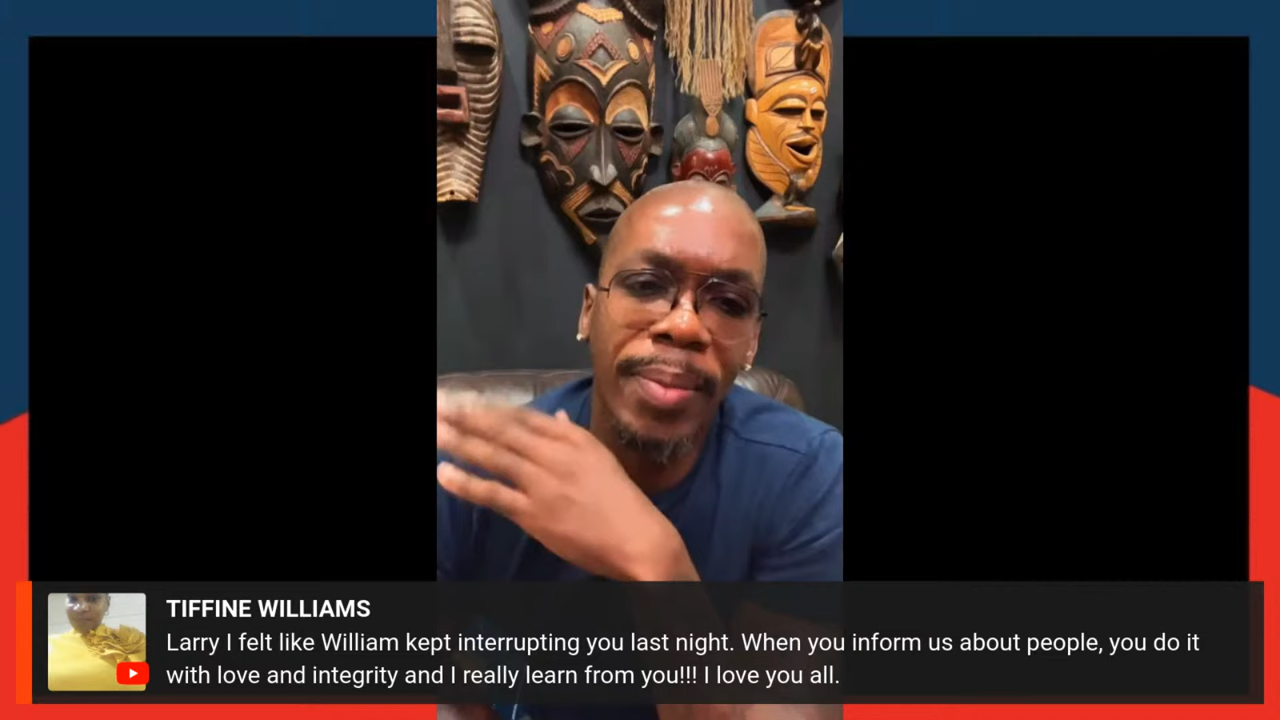 TIFFINE WILLIAMS
Larry I felt like William kept interrupting you last night. When you inform us about people, you do it
with love and integrity and I really learn from you!!! I love you all.